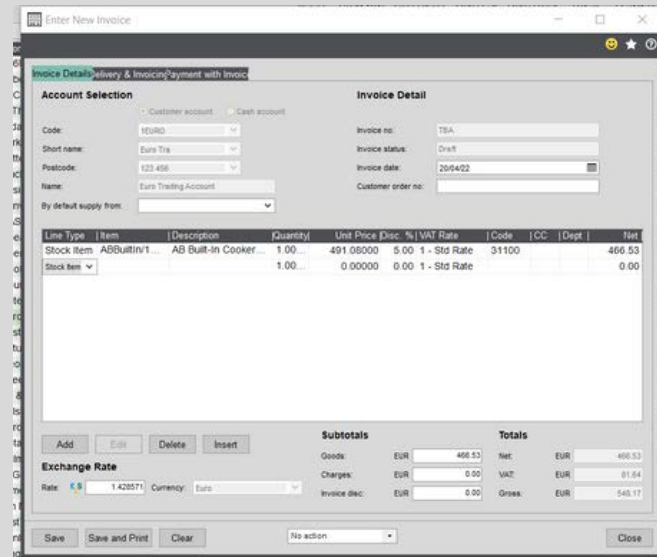 Enter New Invoice
Invoice Details Delivery & Invoicing Payment with Invoice
Account Selection
Customer account Cash account
Code: 1EURO
Short name: Euro Tra
Postcode: 123 456
Name: Euro Trading Account
By default supply from:
Invoice Detail
Invoice no: TBA
Invoice status: Draft
Invoice date: 20/04/22
Customer order no:
Line Type Item Description Quantity Unit Price Disc. % VAT Rate Code CC Dept Net
Stock Item ABBuiltIn/1... AB Built-In Cooker... 1.00... 491.08000 5.00 1 - Std Rate 31100 466.53
Stock Item 1.00... 0.00000 0.00 1 - Std Rate 0.00
Add Edit Delete Insert
Exchange Rate
Rate: 1.428571 Currency: Euro
Subtotals
Goods: EUR 466.53
Charges: EUR 0.00
Invoice disc: EUR 0.00
Totals
Net: EUR 466.53
VAT: EUR 81.64
Gross: EUR 548.17
Save Save and Print Clear No action Close